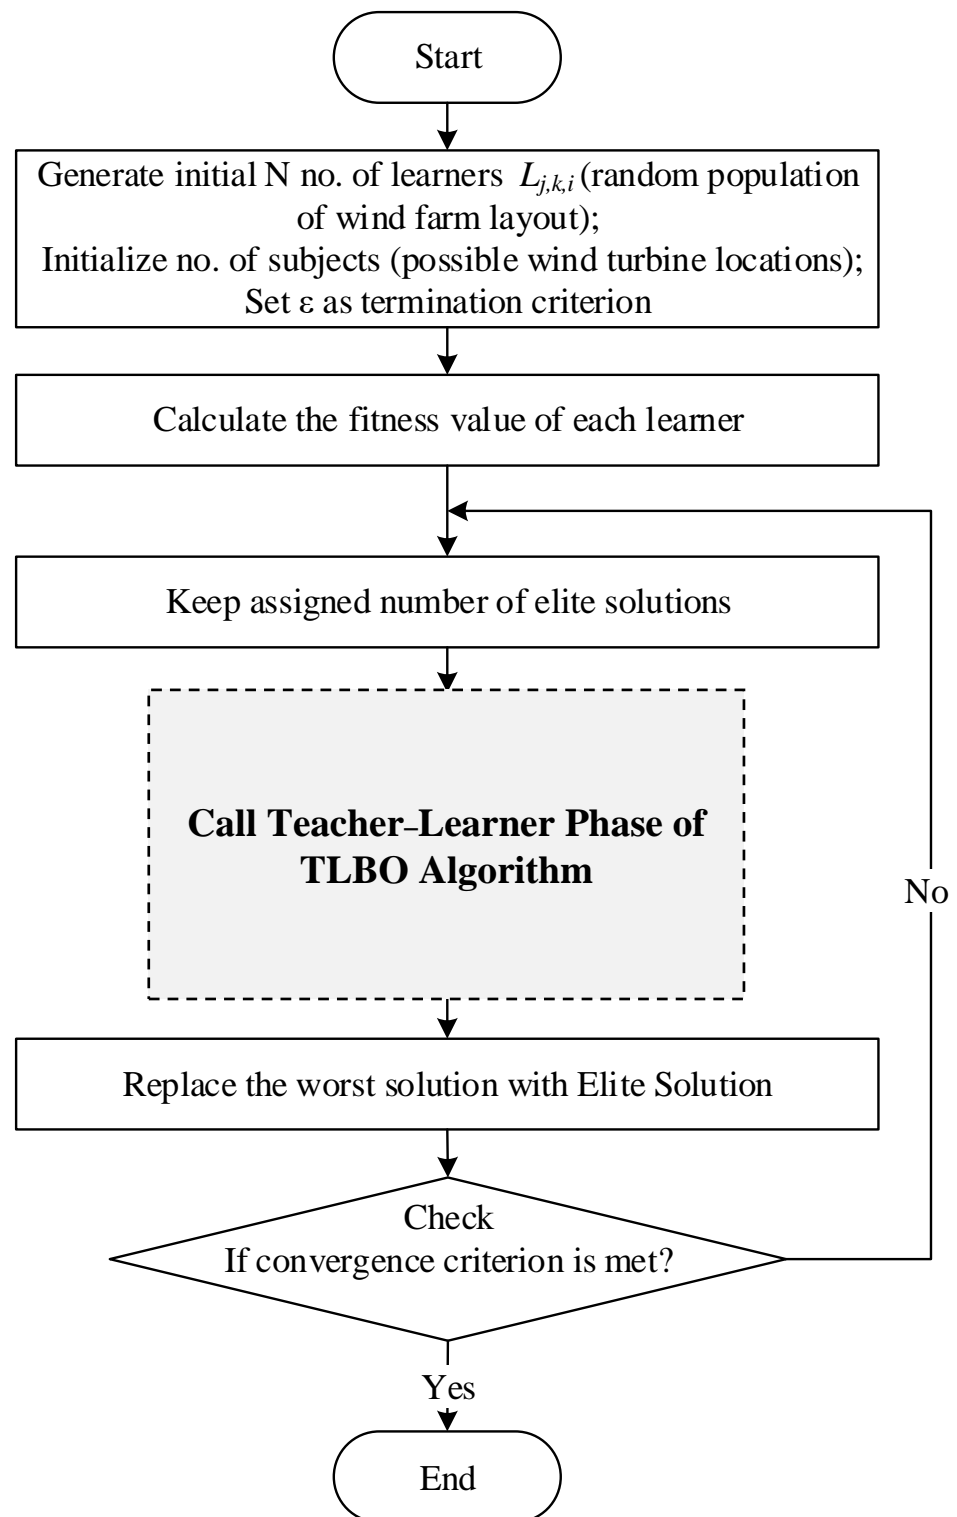 Start
Generate initial N no. of learners L_{j,k,i} (random population
of wind farm layout);
Initialize no. of subjects (possible wind turbine locations);
Set ε as termination criterion
Calculate the fitness value of each learner
Keep assigned number of elite solutions
Call Teacher–Learner Phase of
TLBO Algorithm
No
Replace the worst solution with Elite Solution
Check
If convergence criterion is met?
Yes
End